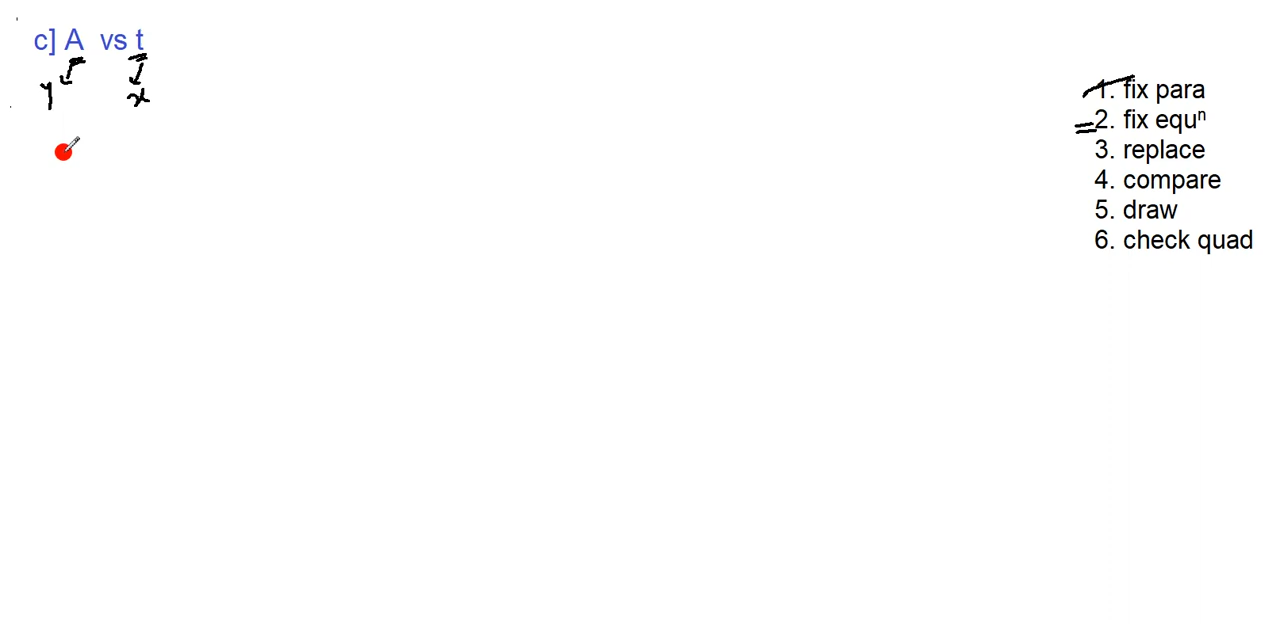 c] A vs t
y x
1. fix para
2. fix equⁿ
3. replace
4. compare
5. draw
6. check quad